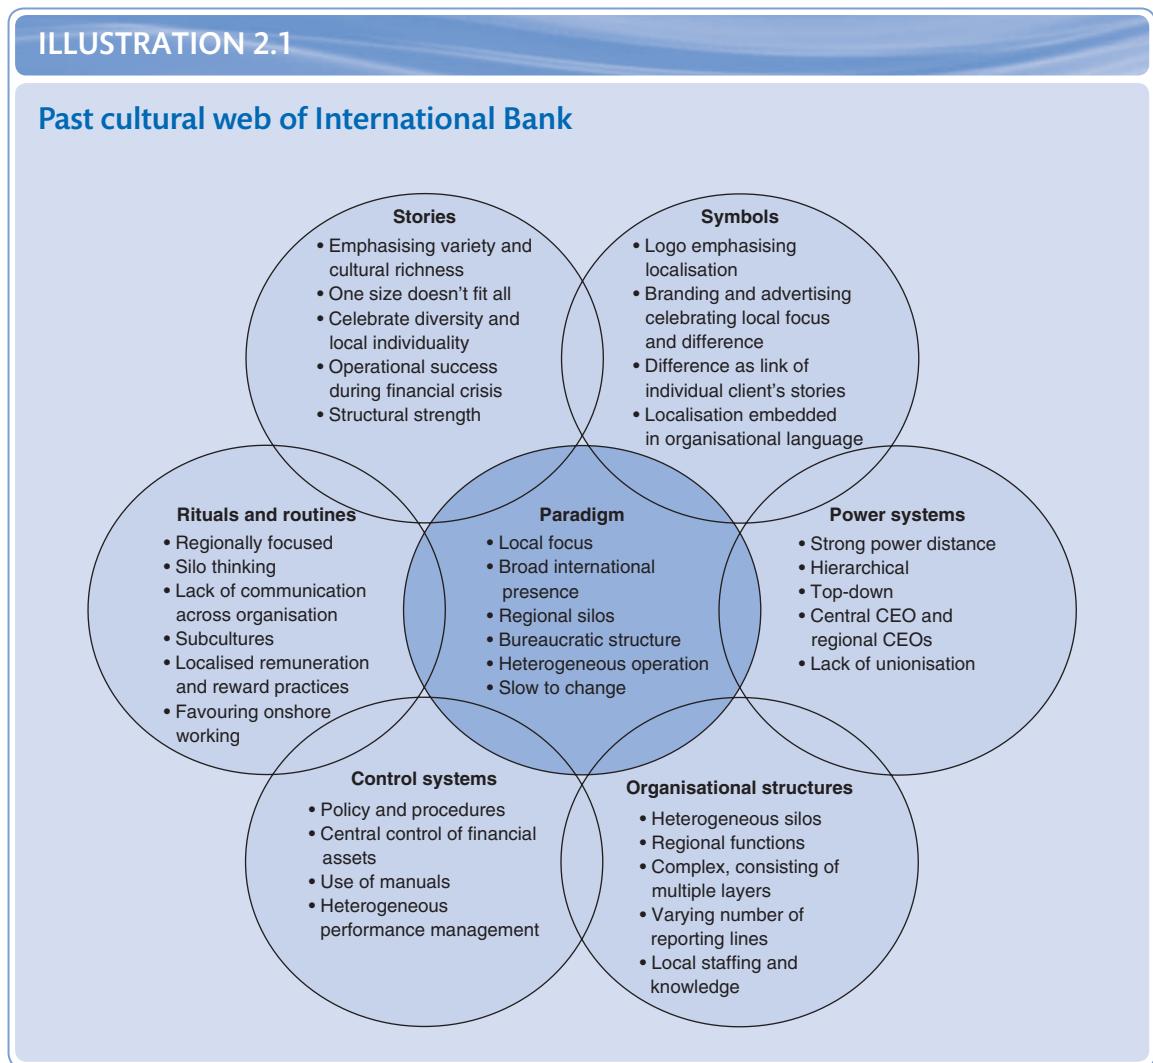 ILLUSTRATION 2.1
Past cultural web of International Bank
Stories
• Emphasising variety and
cultural richness
• One size doesn't fit all
• Celebrate diversity and
local individuality
• Operational success
during financial crisis
• Structural strength
Symbols
• Logo emphasising
localisation
• Branding and advertising
celebrating local focus
and difference
• Difference as link of
individual client's stories
• Localisation embedded
in organisational language
Rituals and routines
• Regionally focused
• Silo thinking
• Lack of communication
across organisation
• Subcultures
• Localised remuneration
and reward practices
• Favouring onshore
working
Paradigm
• Local focus
• Broad international
presence
• Regional silos
• Bureaucratic structure
• Heterogeneous operation
• Slow to change
Power systems
• Strong power distance
• Hierarchical
• Top-down
• Central CEO and
regional CEOs
• Lack of unionisation
Control systems
• Policy and procedures
• Central control of financial
assets
• Use of manuals
• Heterogeneous
performance management
Organisational structures
• Heterogeneous silos
• Regional functions
• Complex, consisting of
multiple layers
• Varying number of
reporting lines
• Local staffing and
knowledge